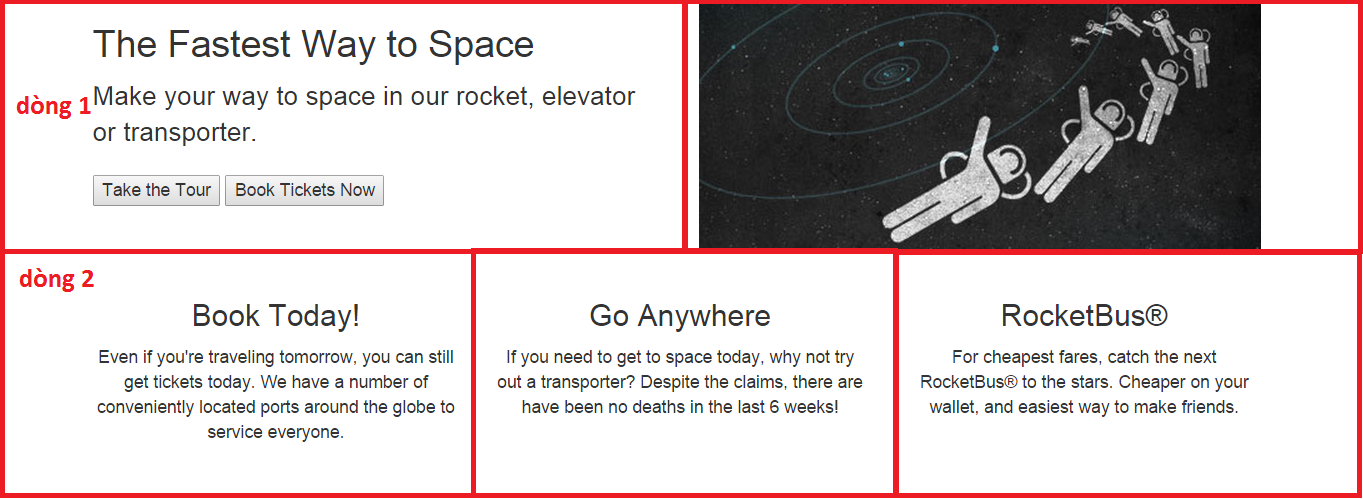 The Fastest Way to Space
dòng 1
Make your way to space in our rocket, elevator
or transporter.
Take the Tour
Book Tickets Now
dòng 2
Book Today!
Even if you're traveling tomorrow, you can still
get tickets today. We have a number of
conveniently located ports around the globe to
service everyone.
Go Anywhere
If you need to get to space today, why not try
out a transporter? Despite the claims, there are
have been no deaths in the last 6 weeks!
RocketBus®
For cheapest fares, catch the next
RocketBus® to the stars. Cheaper on your
wallet, and easiest way to make friends.